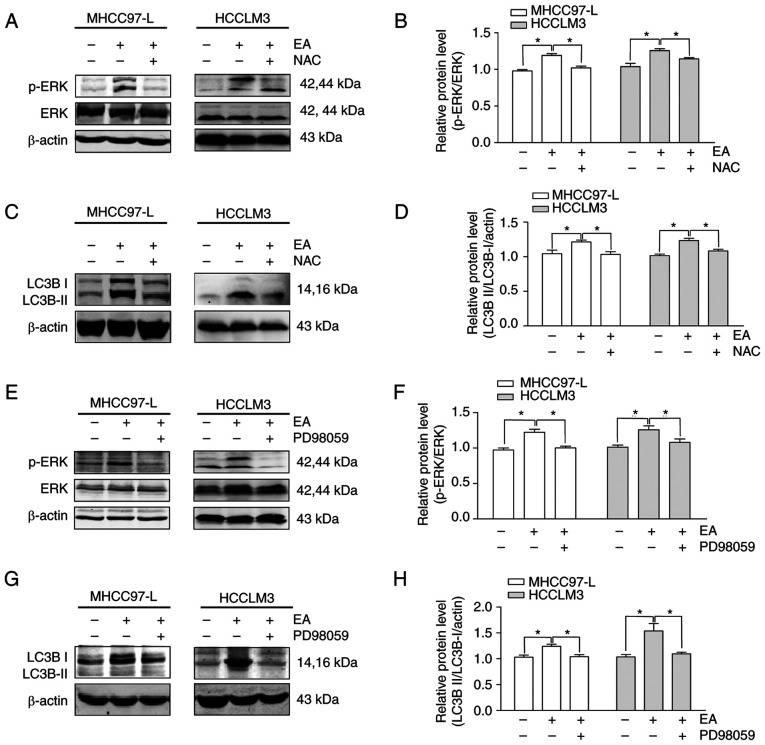 A
MHCC97-L HCCLM3
– + + – + + EA
– – + – – + NAC
p-ERK 42,44 kDa
ERK 42, 44 kDa
β-actin 43 kDa
B
MHCC97-L
HCCLM3
Relative protein level
(p-ERK/ERK)
1.5
1.0
0.5
0.0
* * * *
– + + – + + EA
– – + – – + NAC
C
MHCC97-L HCCLM3
– + + – + + EA
– – + – – + NAC
LC3B I
LC3B-II
14,16 kDa
β-actin 43 kDa
D
MHCC97-L
HCCLM3
Relative protein level
(LC3B II/LC3B-I/actin)
1.5
1.0
0.5
0.0
* * * *
– + + – + + EA
– – + – – + NAC
E
MHCC97-L HCCLM3
– + + – + + EA
– – + – – + PD98059
p-ERK 42,44 kDa
ERK 42,44 kDa
β-actin 43 kDa
F
MHCC97-L
HCCLM3
Relative protein level
(p-ERK/ERK)
1.5
1.0
0.5
0.0
* * * *
– + + – + + EA
– – + – – + PD98059
G
MHCC97-L HCCLM3
– + + – + + EA
– – + – – + PD98059
LC3B I
LC3B-II
14,16 kDa
β-actin 43 kDa
H
MHCC97-L
HCCLM3
Relative protein level
(LC3B II/LC3B-I/actin)
2.0
1.5
1.0
0.5
0.0
* * * *
– + + – + + EA
– – + – – + PD98059